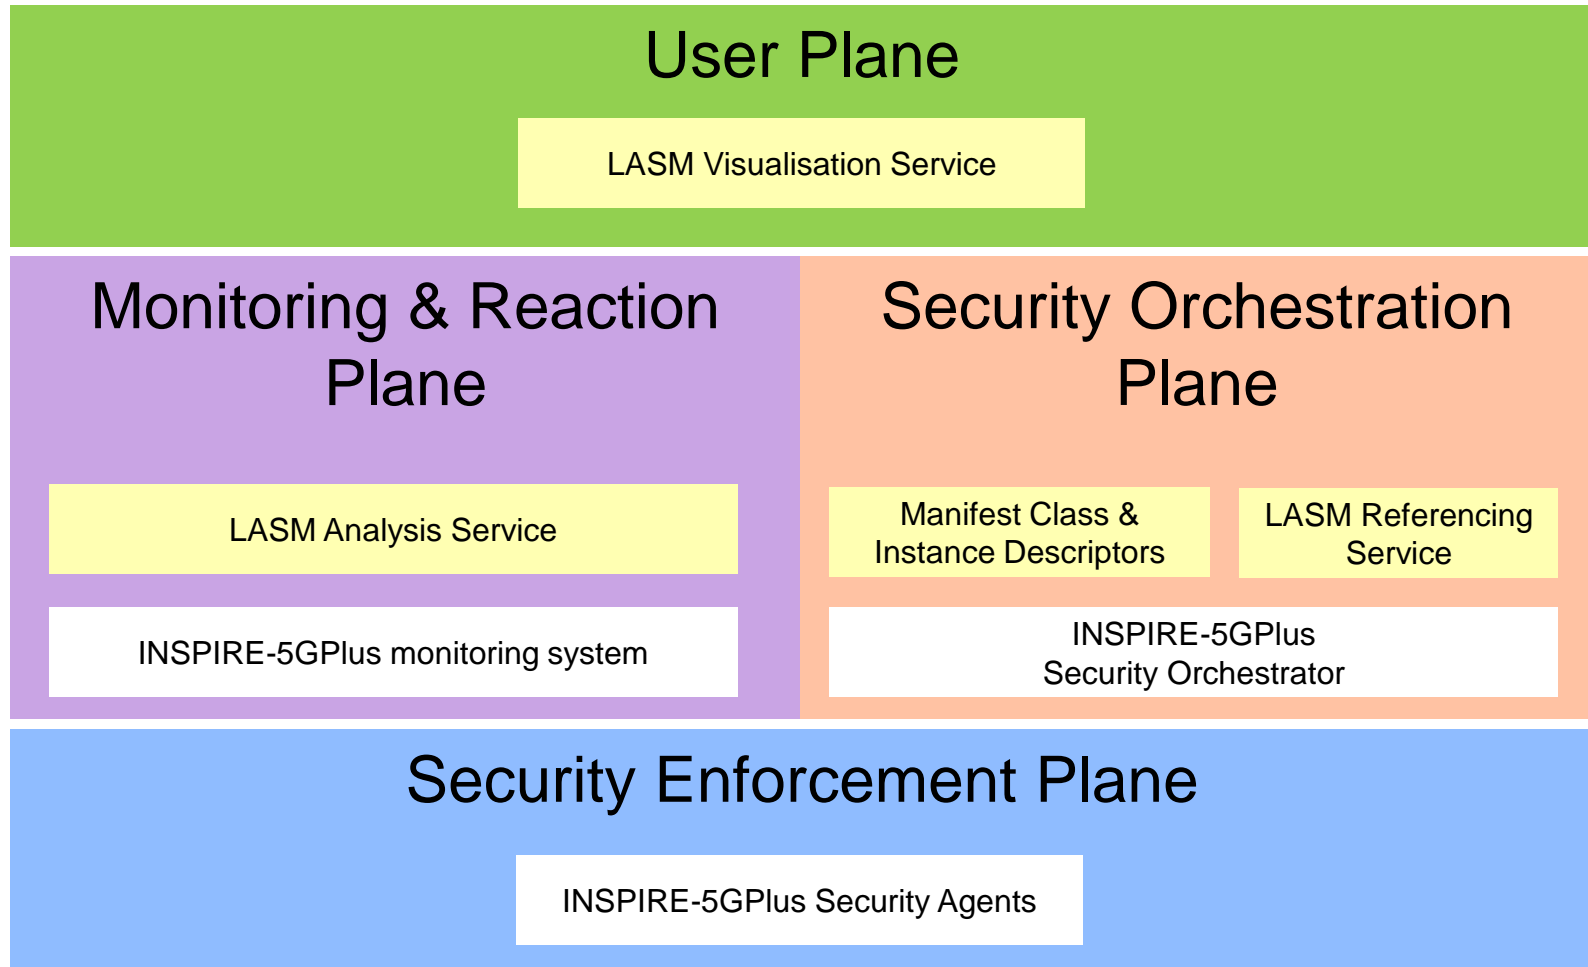 User Plane
LASM Visualisation Service
Monitoring & Reaction
Plane
LASM Analysis Service
INSPIRE-5GPlus monitoring system
Security Orchestration
Plane
Manifest Class &
Instance Descriptors
LASM Referencing
Service
INSPIRE-5GPlus
Security Orchestrator
Security Enforcement Plane
INSPIRE-5GPlus Security Agents